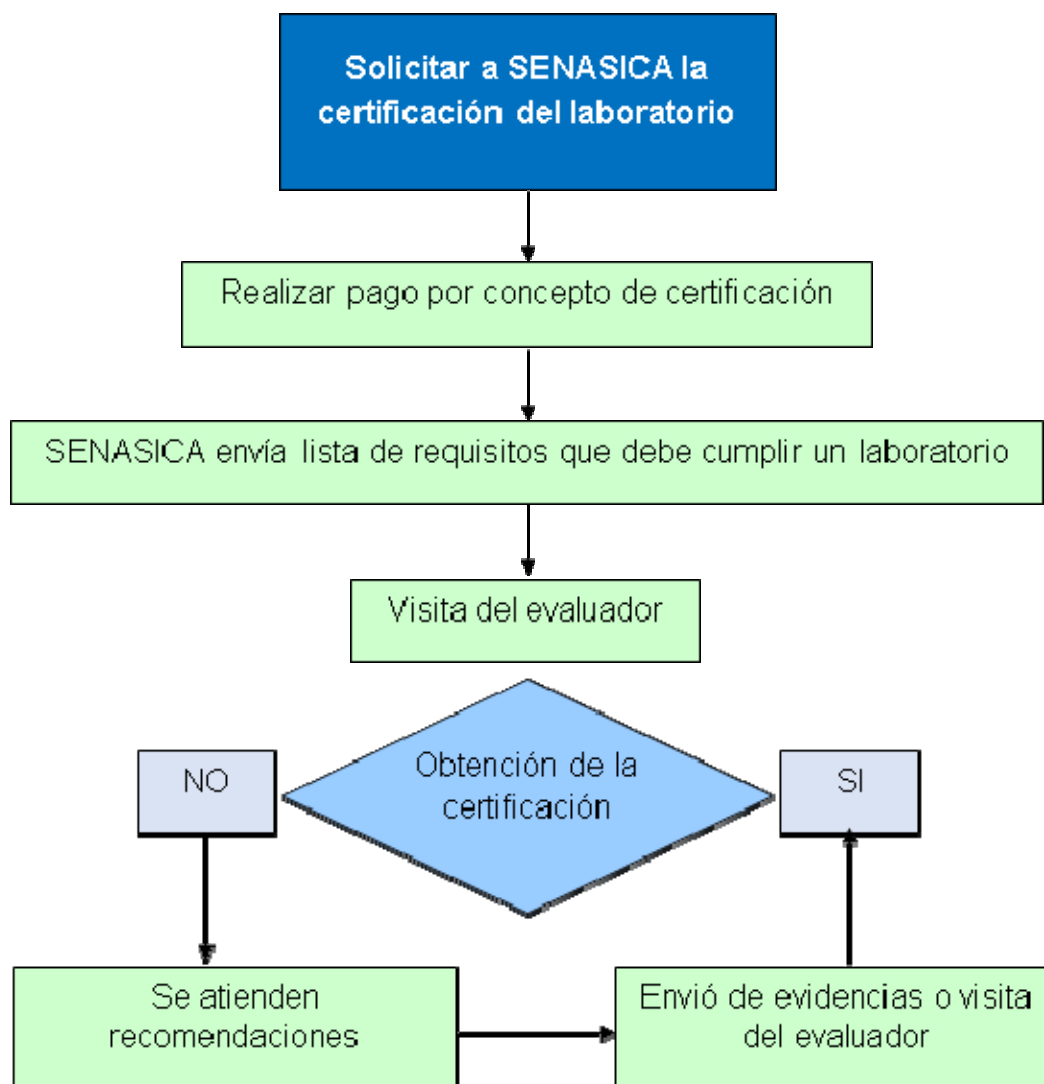 Solicitar a SENASICA la
certificación del laboratorio
Realizar pago por concepto de certificación
SENASICA envía lista de requisitos que debe cumplir un laboratorio
Visita del evaluador
Obtención de la
certificación
NO
SI
Se atienden
recomendaciones
Envió de evidencias o visita
del evaluador